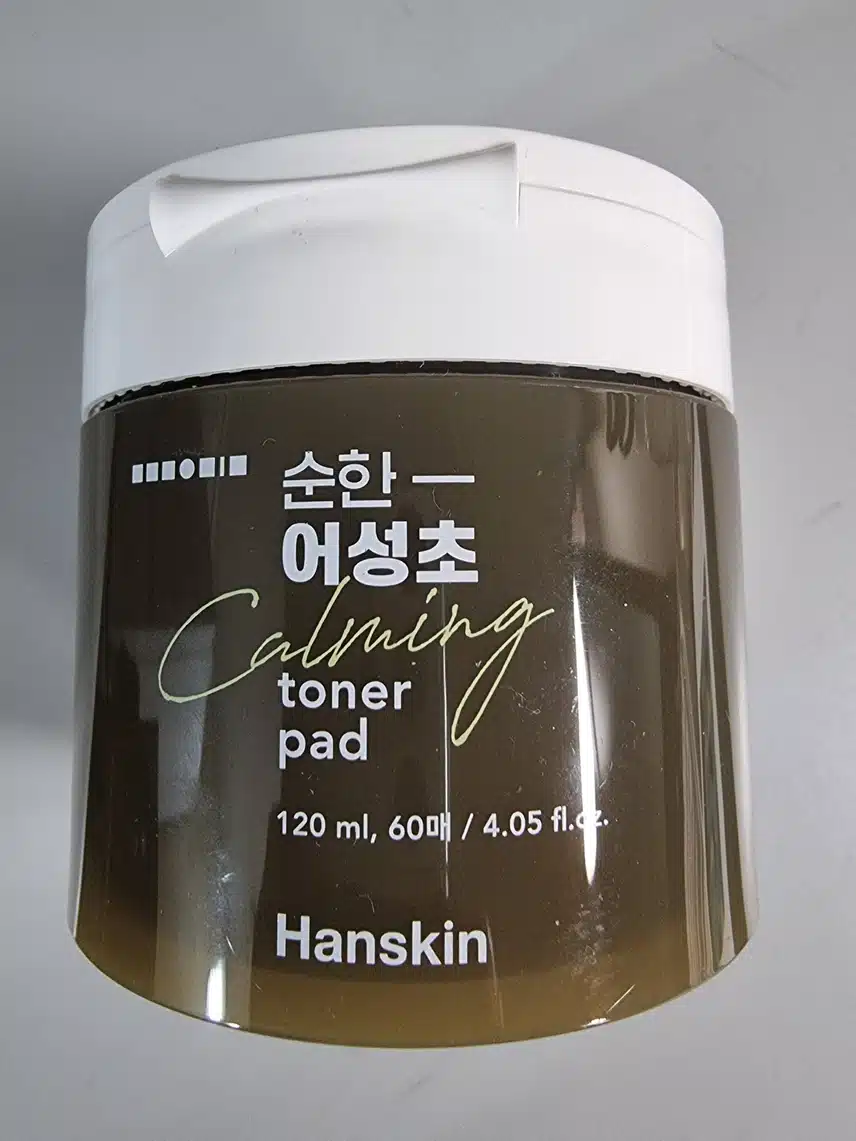 순한 —
어성초
Calming
toner
pad
120 ml, 60매 / 4.05 fl.oz.
Hanskin